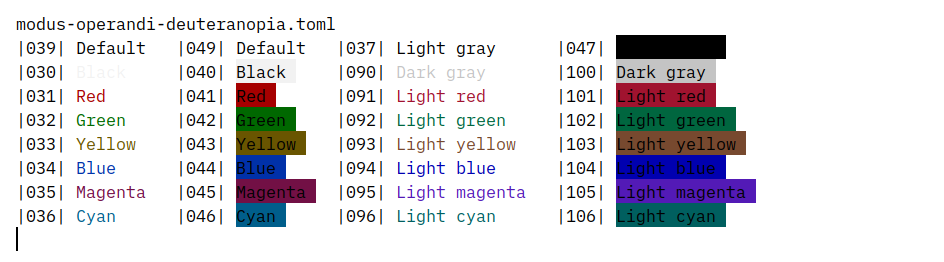 modus-operandi-deuteranopia.toml
|039| Default |049| Default |037| Light gray |047|
|030| Black |040| Black |090| Dark gray |100| Dark gray
|031| Red |041| Red |091| Light red |101| Light red
|032| Green |042| Green |092| Light green |102| Light green
|033| Yellow |043| Yellow |093| Light yellow |103| Light yellow
|034| Blue |044| Blue |094| Light blue |104| Light blue
|035| Magenta |045| Magenta |095| Light magenta |105| Light magenta
|036| Cyan |046| Cyan |096| Light cyan |106| Light cyan